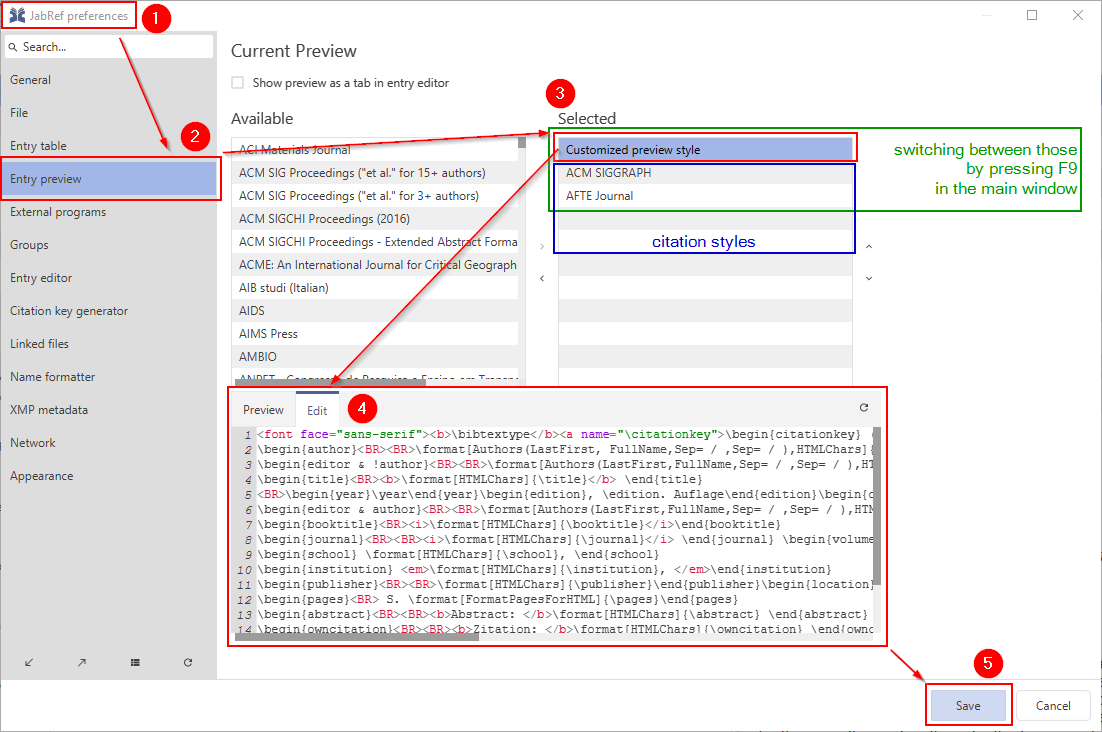 JabRef preferences
1
Search...
General
File
Entry table
Entry preview
External programs
Groups
Entry editor
Citation key generator
Linked files
Name formatter
XMP metadata
Network
Appearance
2
Current Preview
Show preview as a tab in entry editor
Available
ACI Materials Journal
ACM SIG Proceedings ("et al." for 15+ authors)
ACM SIG Proceedings ("et al." for 3+ authors)
ACM SIGCHI Proceedings (2016)
ACM SIGCHI Proceedings - Extended Abstract Forma
ACME: An International Journal for Critical Geograph
AIB studi (Italian)
AIDS
AIMS Press
AMBIO
3
Selected
Customized preview style
ACM SIGGRAPH
AFTE Journal
citation styles
switching between those
by pressing F9
in the main window
Preview
Edit
4
1 <font face="sans-serif"><b>\bibtextype</b><a name="\citationkey">\begin{citationkey}
2 \begin{author}<BR><BR>\format[Authors(LastFirst, FullName,Sep= / ,Sep= / ),HTMLChars]{
3 \begin{editor & !author}<BR><BR>\format[Authors(LastFirst,FullName,Sep= / ,Sep= / ),HT
4 \begin{title}<BR><b>\format[HTMLChars]{\title}</b> \end{title}
5 <BR>\begin{year}\year\end{year}\begin{edition}, \edition. Auflage\end{edition}\begin{c
6 \begin{editor & author}<BR><BR>\format[Authors(LastFirst,FullName,Sep= / ,Sep= / ),HTM
7 \begin{booktitle}<BR><i>\format[HTMLChars]{\booktitle}</i>\end{booktitle}
8 \begin{journal}<BR><BR><i>\format[HTMLChars]{\journal}</i> \end{journal} \begin{volume
9 \begin{school} \format[HTMLChars]{\school}, \end{school}
10 \begin{institution} <em>\format[HTMLChars]{\institution}, </em>\end{institution}
11 \begin{publisher}<BR><BR>\format[HTMLChars]{\publisher}\end{publisher}\begin{location}
12 \begin{pages}<BR> S. \format[FormatPagesForHTML]{\pages}\end{pages}
13 \begin{abstract}<BR><BR><b>Abstract: </b>\format[HTMLChars]{\abstract} \end{abstract}
14 \begin{owncitation}<BR><BR><b>Zitation: </b>\format[HTMLChars]{\owncitation} \end{ownc
5
Save
Cancel